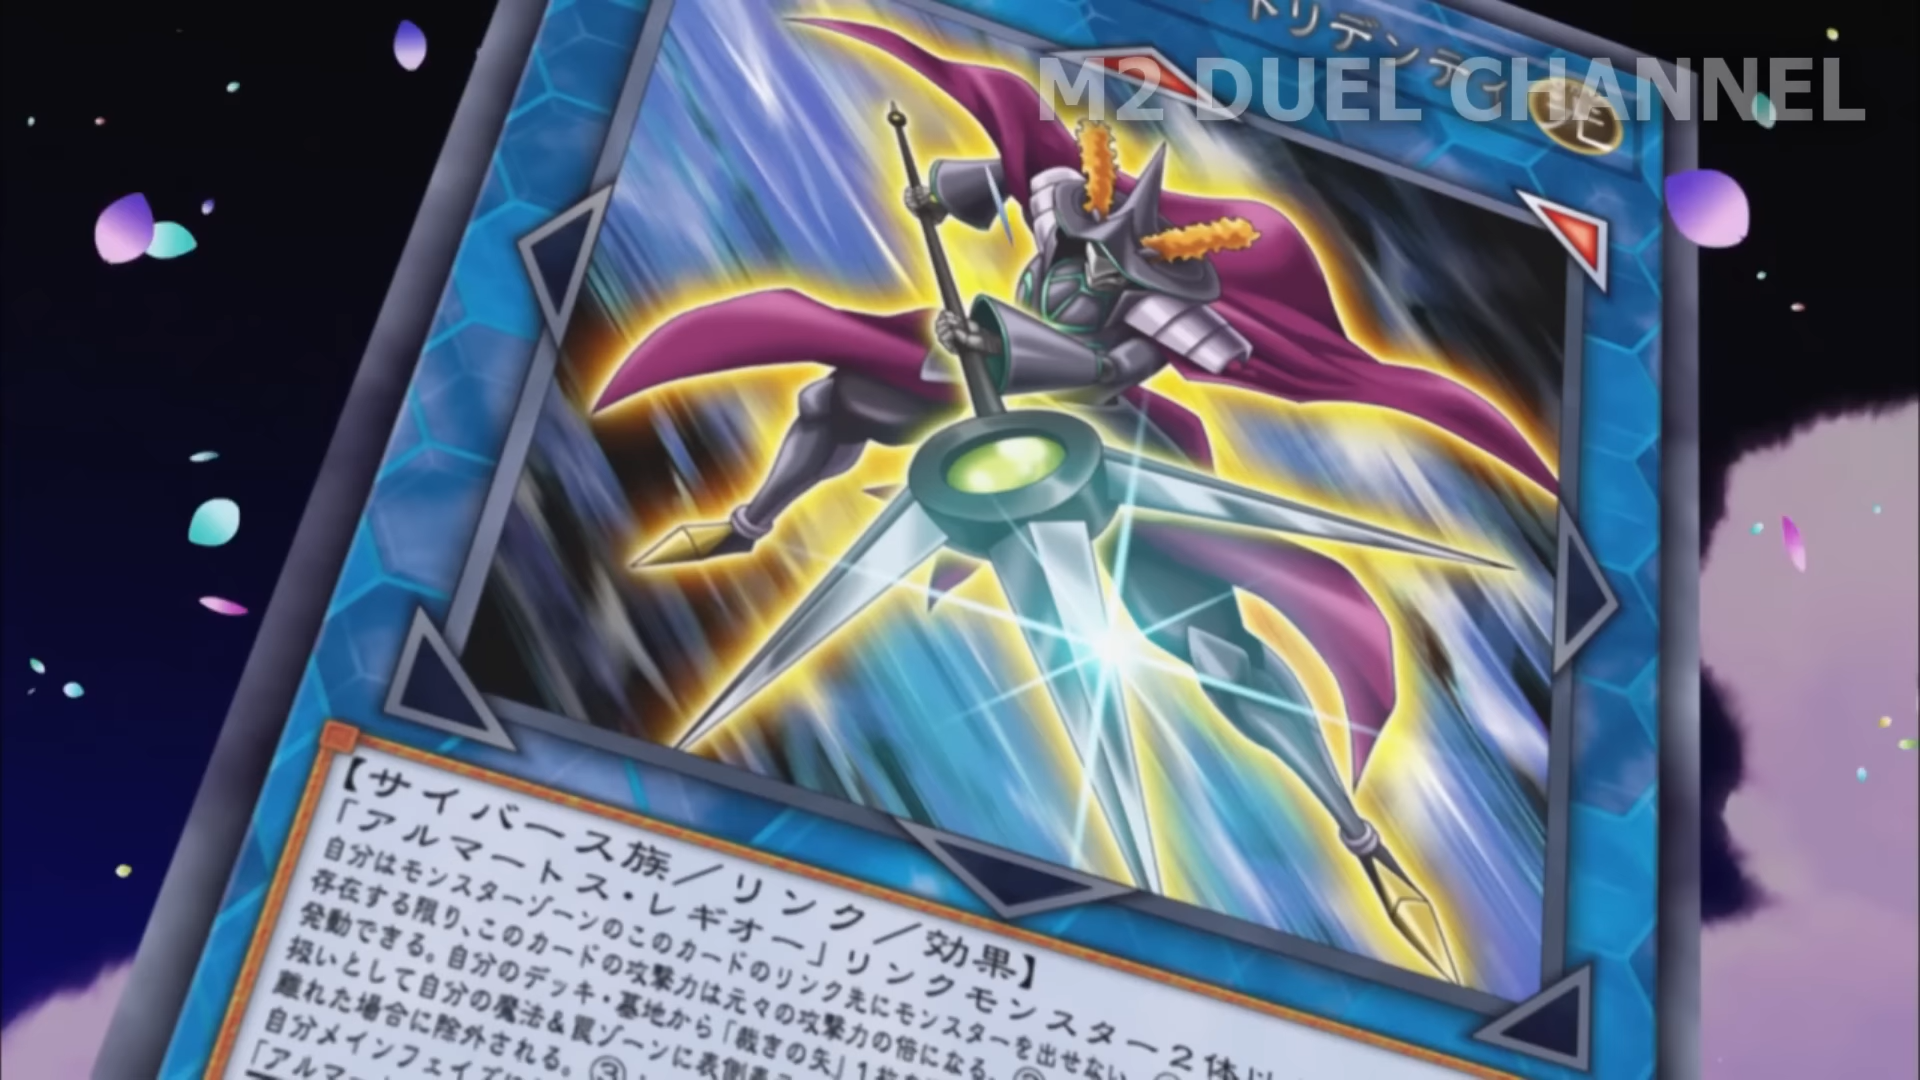 トリデンティ
M2 DUEL CHANNEL
【サイバース族／リンク／効果】
「アルマートス・レギオー」リンクモンスター2体以
自分はモンスターゾーンのこのカードのリンク先にモンスターを出せない。
存在する限り、このカードの攻撃力は元々の攻撃力の倍になる。②
発動できる。自分のデッキ・墓地から「裁きの矢」1枚を
扱いとして自分の魔法&罠ゾーンに表側表
離れた場合に除外される。③
自分メインフェイズに
「アルマー